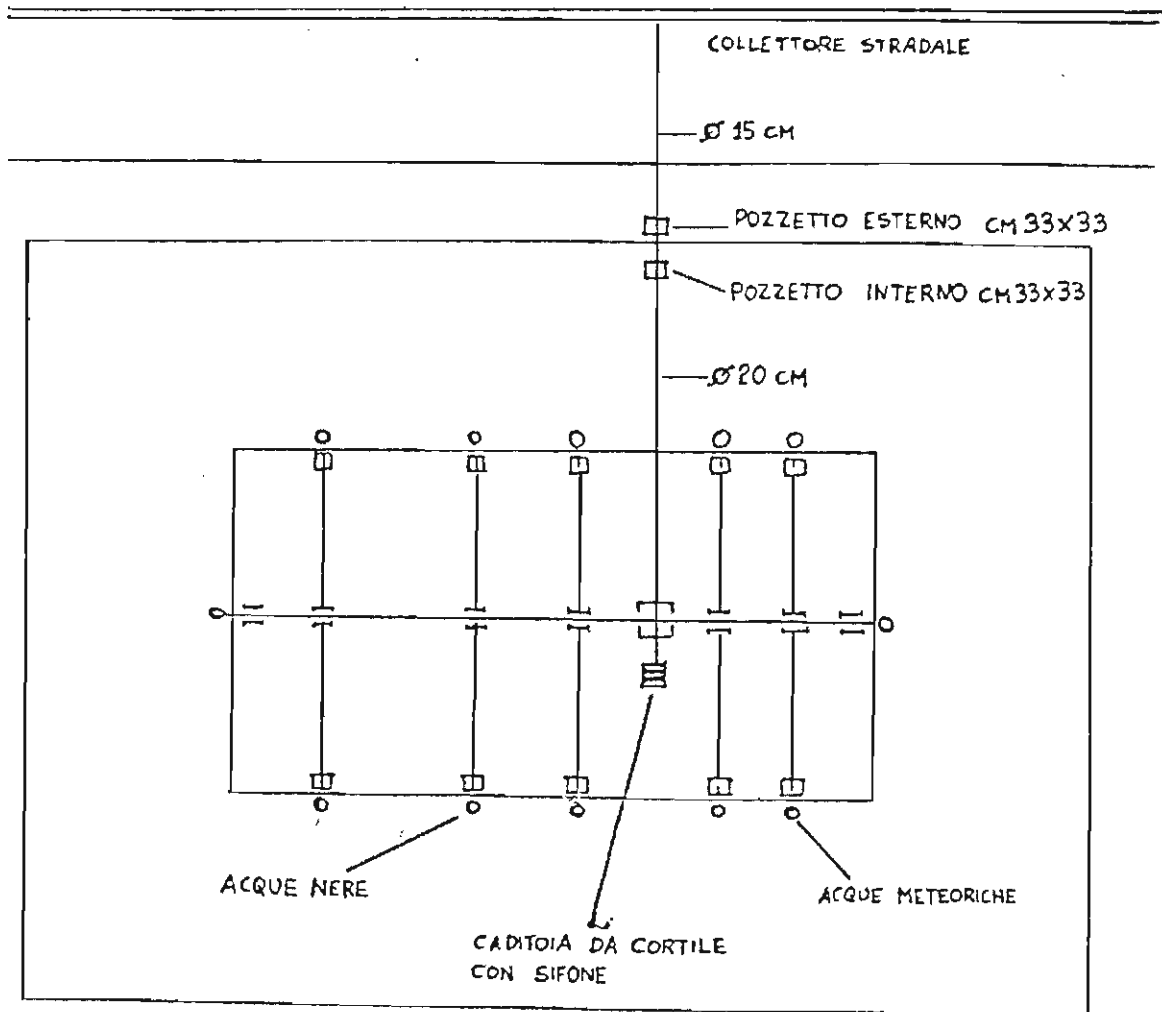 COLLETTORE STRADALE
Ø 15 CM
POZZETTO ESTERNO CM 33x33
POZZETTO INTERNO CM 33x33
Ø 20 CM
ACQUE NERE
ACQUE METEORICHE
CADITOIA DA CORTILE
CON SIFONE